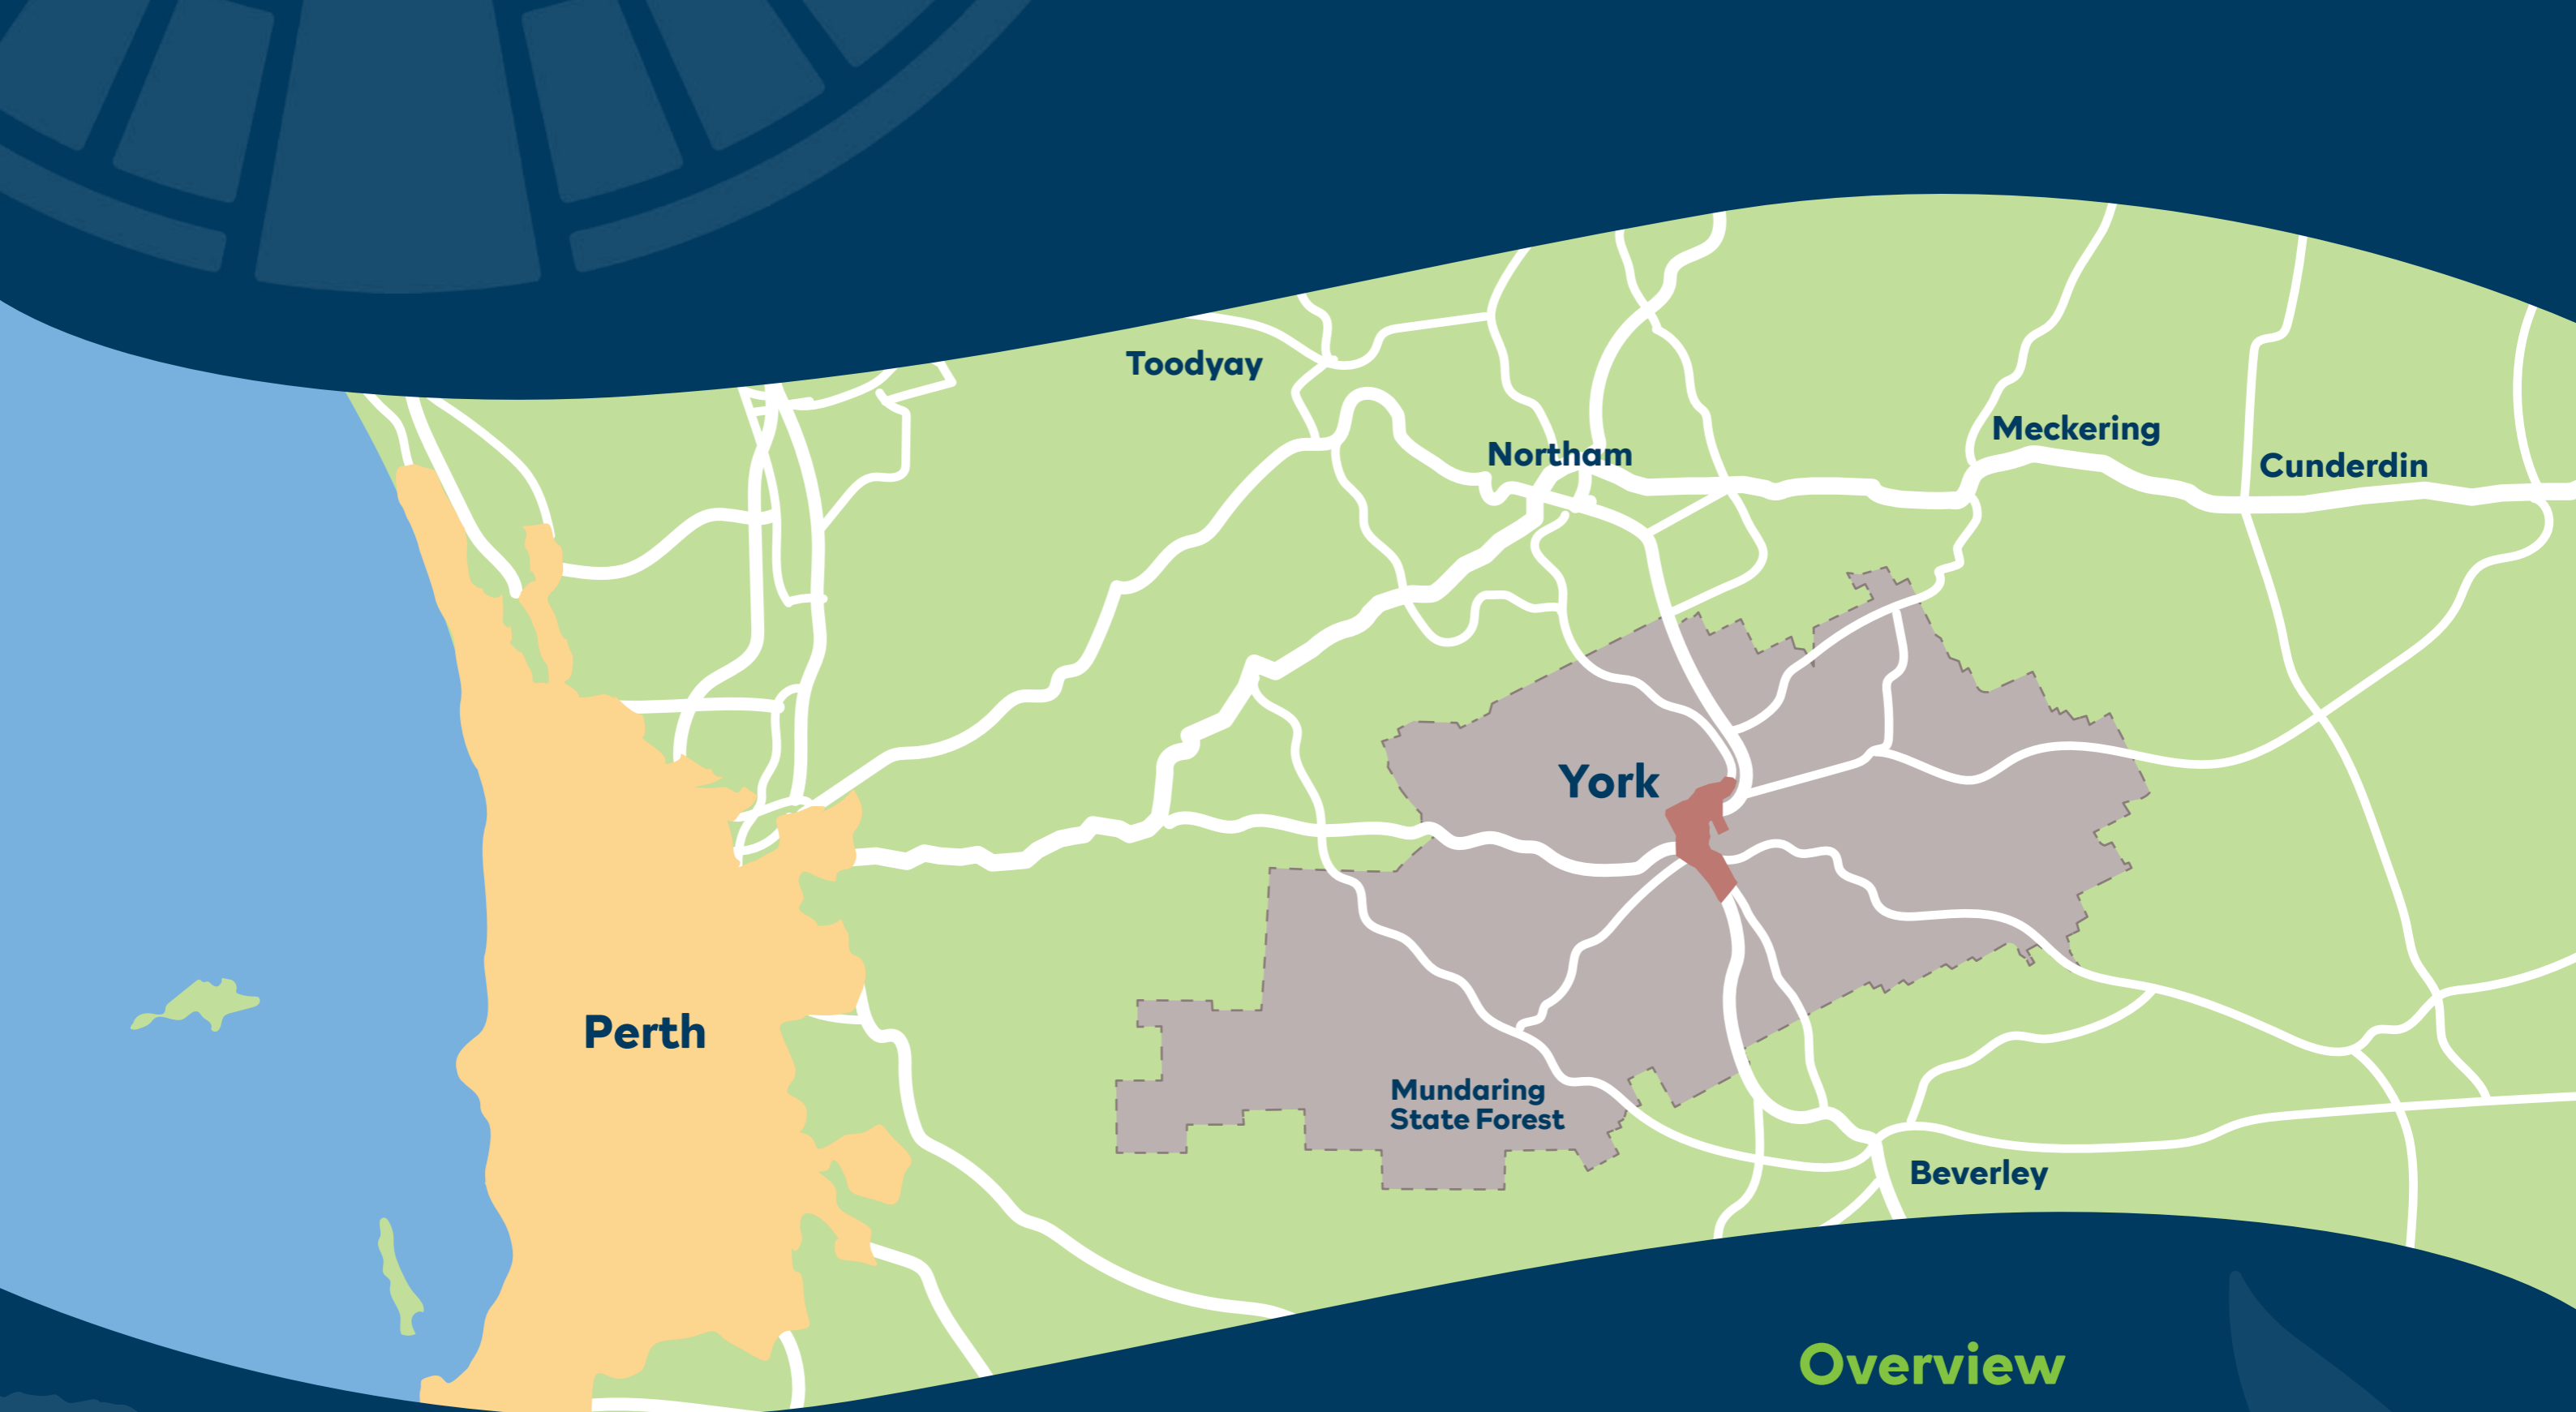 Toodyay
Northam
Meckering
Cunderdin
York
Perth
Mundaring
State Forest
Beverley
Overview